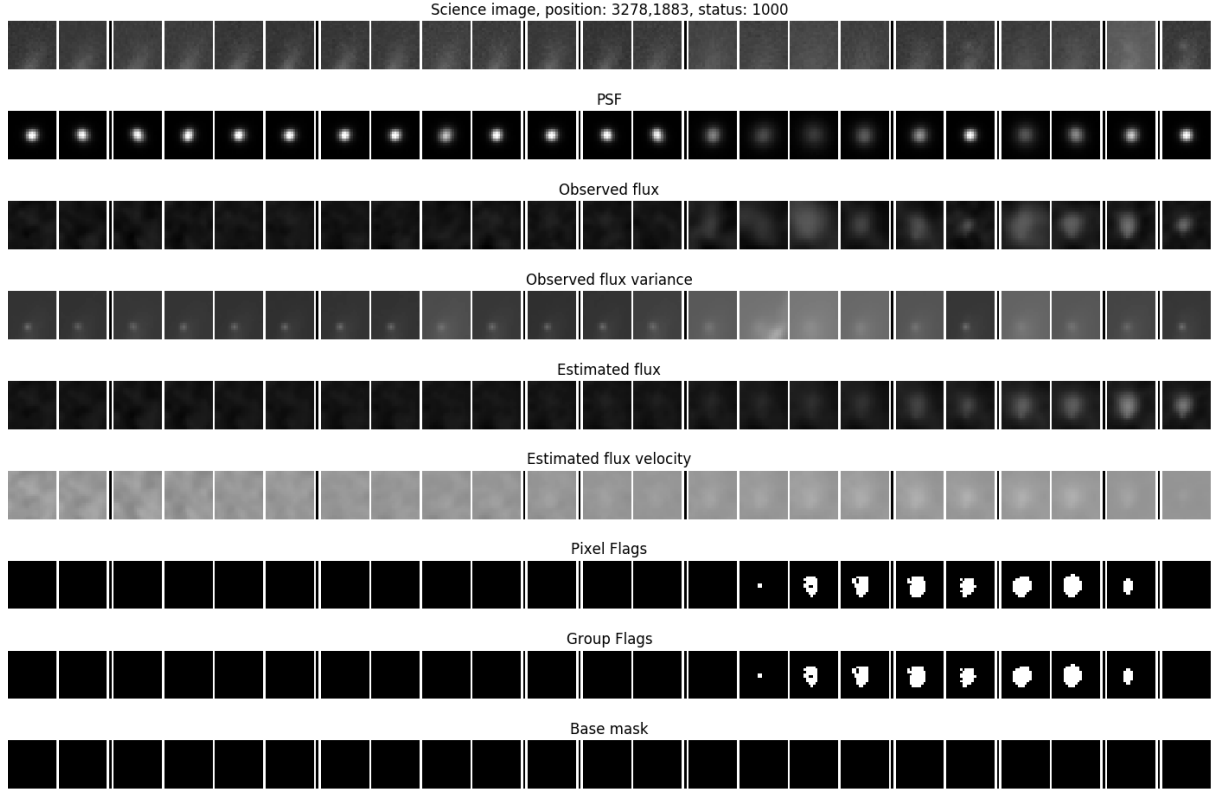 Science image, position: 3278,1883, status: 1000
PSF
Observed flux
Observed flux variance
Estimated flux
Estimated flux velocity
Pixel Flags
Group Flags
Base mask